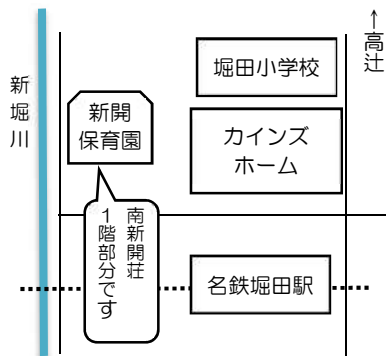 ↑高辻
堀田小学校
新堀川
新開
保育園
カインズ
ホーム
南新開荘
1階部分です
名鉄堀田駅